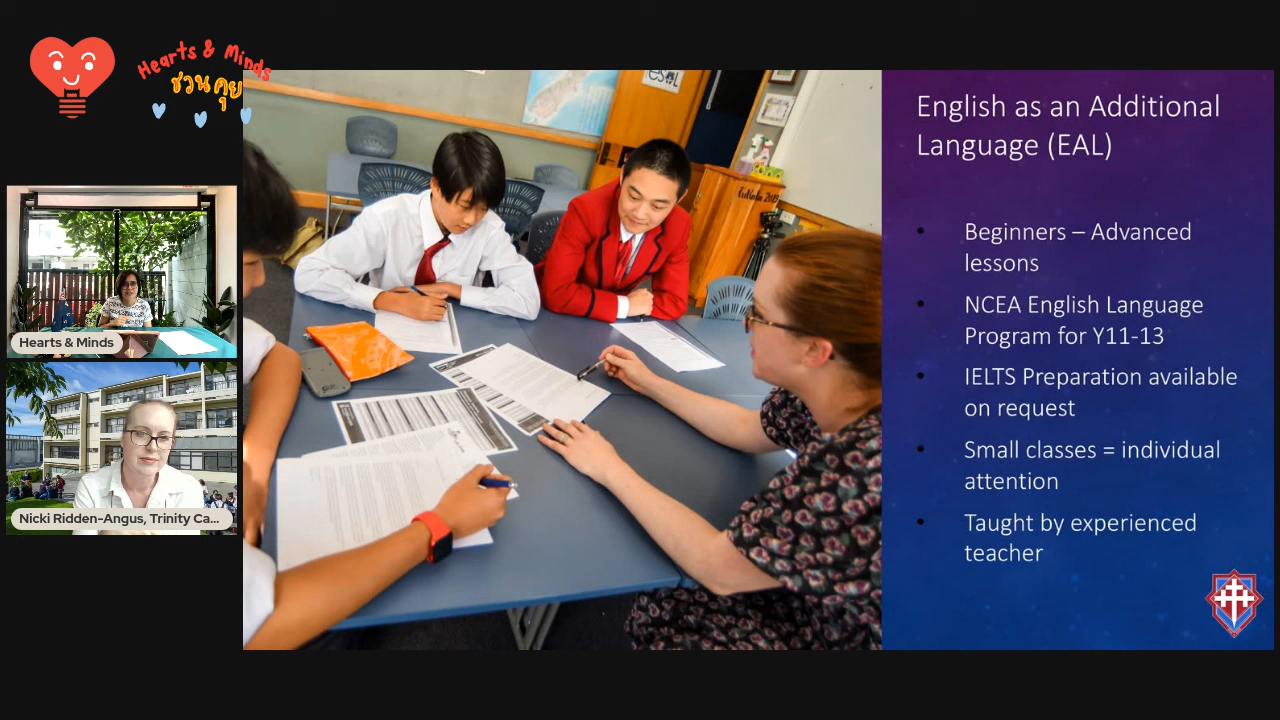 Hearts & Minds
ชวนคุย
Hearts & Minds
Nicki Ridden-Angus, Trinity Ca...
English as an Additional
Language (EAL)
• Beginners – Advanced
lessons
• NCEA English Language
Program for Y11-13
• IELTS Preparation available
on request
• Small classes = individual
attention
• Taught by experienced
teacher